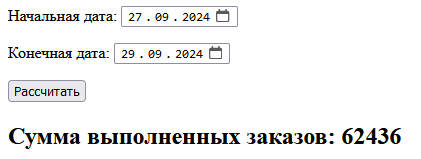 Начальная дата: 27.09.2024
Конечная дата: 29.09.2024
Рассчитать
Сумма выполненных заказов: 62436